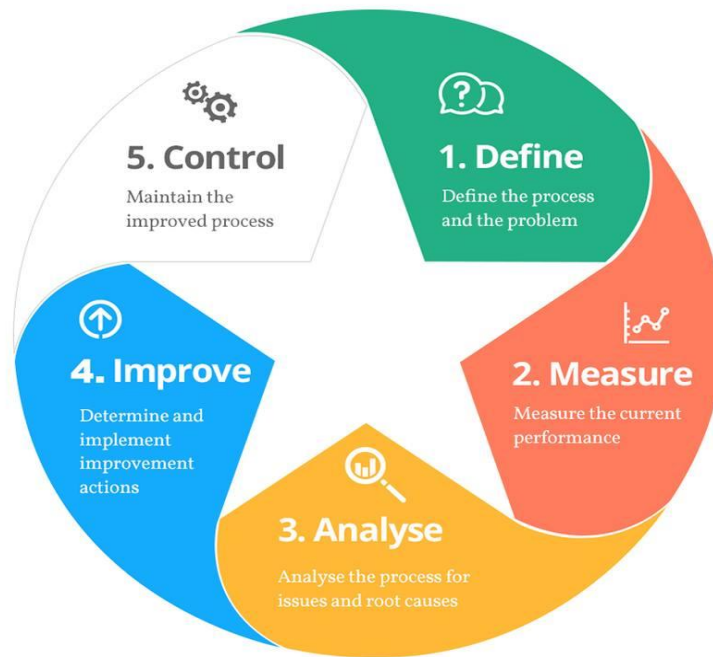 1. Define
Define the process
and the problem
2. Measure
Measure the current
performance
3. Analyse
Analyse the process for
issues and root causes
4. Improve
Determine and
implement
improvement
actions
5. Control
Maintain the
improved process